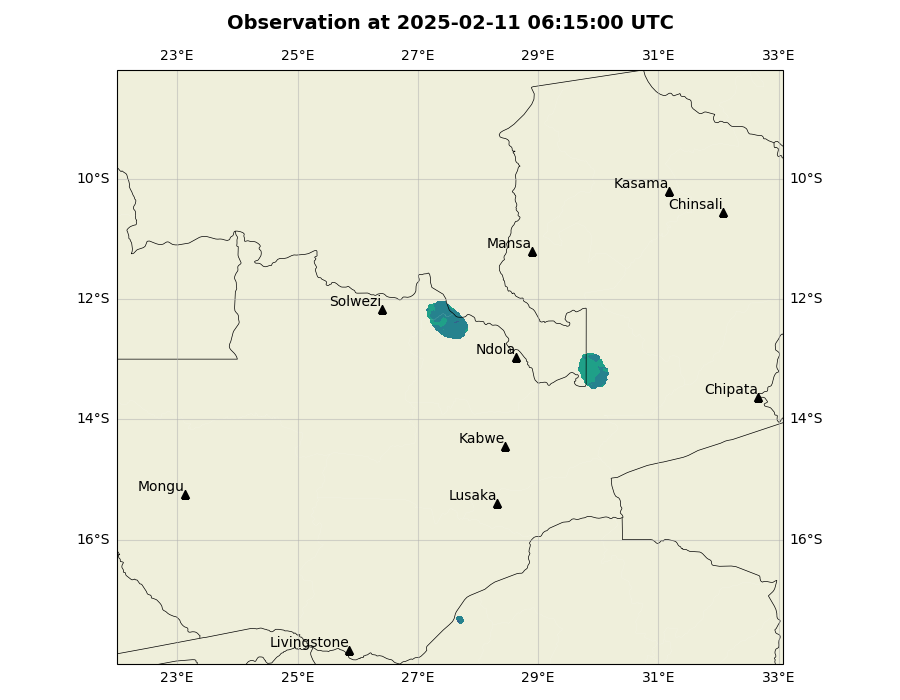 Observation at 2025-02-11 06:15:00 UTC
23°E 25°E 27°E 29°E 31°E 33°E
10°S 10°S
Kasama
Chinsali
Mansa
12°S 12°S
Solwezi
Ndola
Chipata
14°S 14°S
Kabwe
Mongu
Lusaka
16°S 16°S
Livingstone
23°E 25°E 27°E 29°E 31°E 33°E